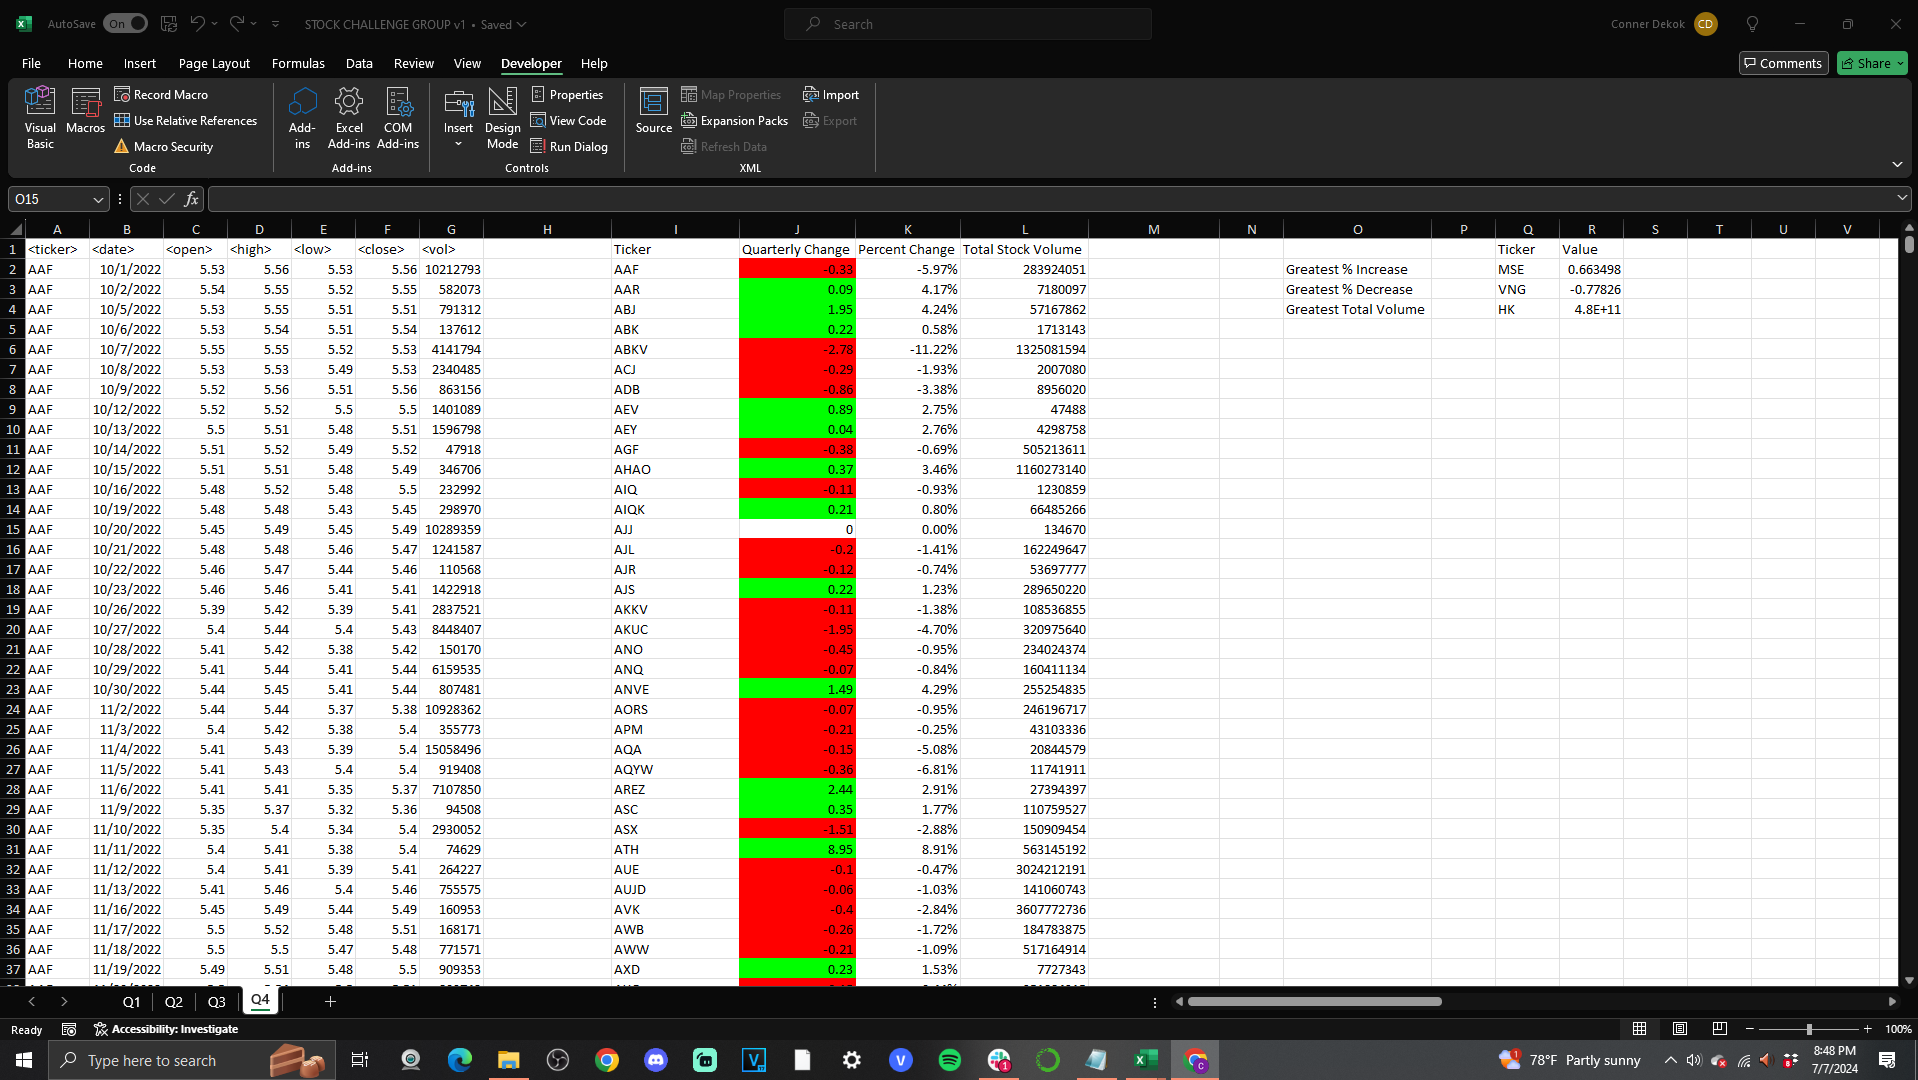 AutoSave On STOCK CHALLENGE GROUP v1 • Saved Search Conner Dekok CD
File Home Insert Page Layout Formulas Data Review View Developer Help Comments Share
Visual Basic Macros Record Macro Use Relative References Macro Security Code
Add-ins Excel Add-ins COM Add-ins Add-ins
Insert Design Mode Properties View Code Run Dialog Controls
Source Map Properties Expansion Packs Refresh Data Import Export XML
O15 fx
A B C D E F G H I J K L M N O P Q R S T U V
1 <ticker> <date> <open> <high> <low> <close> <vol> Ticker Quarterly Change Percent Change Total Stock Volume Ticker Value
2 AAF 10/1/2022 5.53 5.56 5.53 5.56 10212793 AAF -0.33 -5.97% 283924051 Greatest % Increase MSE 0.663498
3 AAF 10/2/2022 5.54 5.55 5.52 5.55 582073 AAR 0.09 4.17% 7180097 Greatest % Decrease VNG -0.77826
4 AAF 10/5/2022 5.53 5.55 5.51 5.51 791312 ABJ 1.95 4.24% 57167862 Greatest Total Volume HK 4.8E+11
5 AAF 10/6/2022 5.53 5.54 5.51 5.54 137612 ABK 0.22 0.58% 1713143
6 AAF 10/7/2022 5.55 5.55 5.52 5.53 4141794 ABKV -2.78 -11.22% 1325081594
7 AAF 10/8/2022 5.53 5.53 5.49 5.53 2340485 ACJ -0.29 -1.93% 2007080
8 AAF 10/9/2022 5.52 5.56 5.51 5.56 863156 ADB -0.86 -3.38% 8956020
9 AAF 10/12/2022 5.52 5.52 5.5 5.5 1401089 AEV 0.89 2.75% 47488
10 AAF 10/13/2022 5.5 5.51 5.48 5.51 1596798 AEY 0.04 2.76% 4298758
11 AAF 10/14/2022 5.51 5.52 5.49 5.52 47918 AGF -0.38 -0.69% 505213611
12 AAF 10/15/2022 5.51 5.51 5.48 5.49 346706 AHAO 0.37 3.46% 1160273140
13 AAF 10/16/2022 5.48 5.52 5.48 5.5 232992 AIQ -0.11 -0.93% 1230859
14 AAF 10/19/2022 5.48 5.48 5.43 5.45 298970 AIQK 0.21 0.80% 66485266
15 AAF 10/20/2022 5.45 5.49 5.45 5.49 10289359 AJJ 0 0.00% 134670
16 AAF 10/21/2022 5.48 5.48 5.46 5.47 1241587 AJL -0.2 -1.41% 162249647
17 AAF 10/22/2022 5.46 5.47 5.44 5.46 110568 AJR -0.12 -0.74% 53697777
18 AAF 10/23/2022 5.46 5.46 5.41 5.41 1422918 AJS 0.22 1.23% 289650220
19 AAF 10/26/2022 5.39 5.42 5.39 5.41 2837521 AKKV -0.11 -1.38% 108536855
20 AAF 10/27/2022 5.4 5.44 5.4 5.43 8448407 AKUC -1.95 -4.70% 320975640
21 AAF 10/28/2022 5.41 5.42 5.38 5.42 150170 ANO -0.45 -0.95% 234024374
22 AAF 10/29/2022 5.41 5.44 5.41 5.44 6159535 ANQ -0.07 -0.84% 160411134
23 AAF 10/30/2022 5.44 5.45 5.41 5.44 807481 ANVE 1.49 4.29% 255254835
24 AAF 11/2/2022 5.44 5.44 5.37 5.38 10928362 AORS -0.07 -0.95% 246196717
25 AAF 11/3/2022 5.4 5.42 5.38 5.4 355773 APM -0.21 -0.25% 43103336
26 AAF 11/4/2022 5.41 5.43 5.39 5.4 15058496 AQA -0.15 -5.08% 20844579
27 AAF 11/5/2022 5.41 5.43 5.4 5.4 919408 AQYW -0.36 -6.81% 11741911
28 AAF 11/6/2022 5.41 5.41 5.35 5.37 7107850 AREZ 2.44 2.91% 27394397
29 AAF 11/9/2022 5.35 5.37 5.32 5.36 94508 ASC 0.35 1.77% 110759527
30 AAF 11/10/2022 5.35 5.4 5.34 5.4 2930052 ASX -1.51 -2.88% 150909454
31 AAF 11/11/2022 5.4 5.41 5.38 5.4 74629 ATH 8.95 8.91% 563145192
32 AAF 11/12/2022 5.4 5.41 5.39 5.41 264227 AUE -0.1 -0.47% 3024212191
33 AAF 11/13/2022 5.41 5.46 5.4 5.46 755575 AUJD -0.06 -1.03% 141060743
34 AAF 11/16/2022 5.45 5.49 5.44 5.49 160953 AVK -0.4 -2.84% 3607772736
35 AAF 11/17/2022 5.5 5.52 5.48 5.51 168171 AWB -0.26 -1.72% 184783875
36 AAF 11/18/2022 5.5 5.5 5.47 5.48 771571 AWW -0.21 -1.09% 517164914
37 AAF 11/19/2022 5.49 5.51 5.48 5.5 909353 AXD 0.23 1.53% 7727343
Q1 Q2 Q3 Q4 +
Ready Accessibility: Investigate 100%
Type here to search 78°F Partly sunny 8:48 PM
7/7/2024